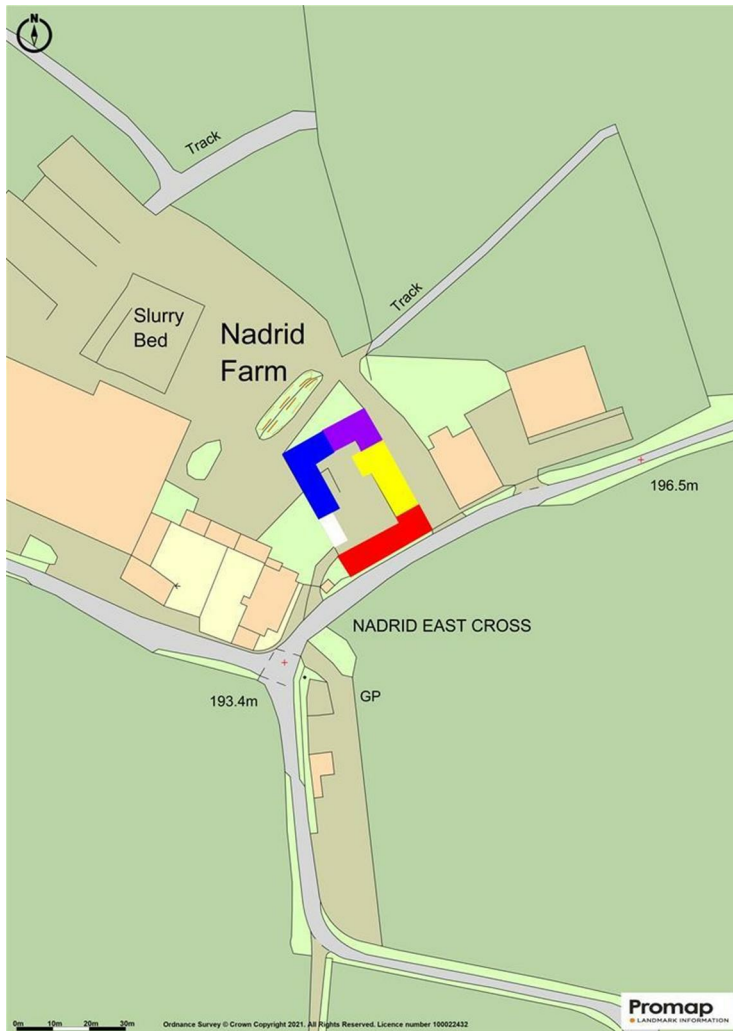 N
Track
Track
Slurry
Bed
Nadrid
Farm
196.5m
NADRID EAST CROSS
193.4m
GP
0m 10m 20m 30m
Ordnance Survey © Crown Copyright 2021. All Rights Reserved. Licence number 100022432
Promap
LANDMARK INFORMATION